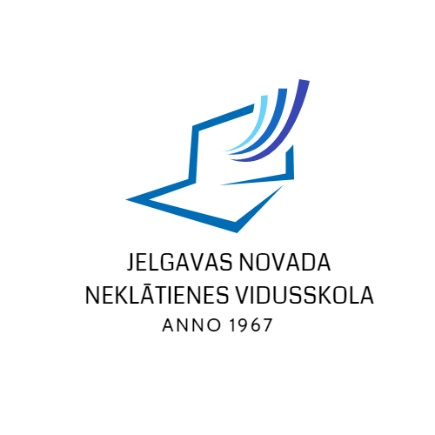 JELGAVAS NOVADA
NEKLĀTIENES VIDUSSKOLA
ANNO 1967